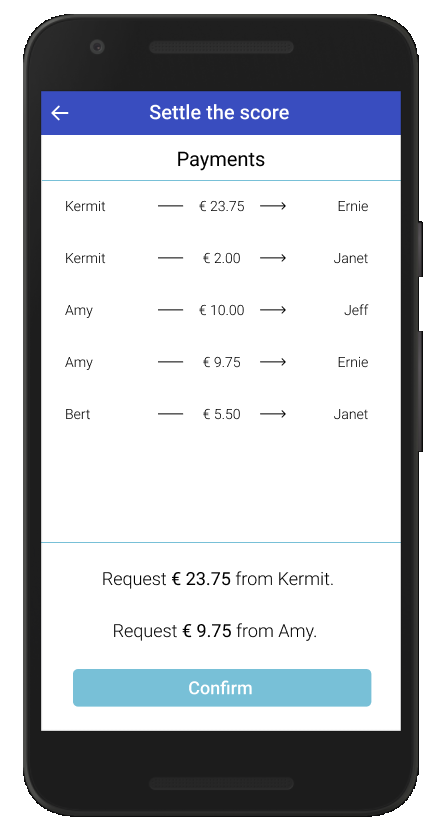 Settle the score
Payments
Kermit € 23.75 Ernie
Kermit € 2.00 Janet
Amy € 10.00 Jeff
Amy € 9.75 Ernie
Bert € 5.50 Janet
Request € 23.75 from Kermit.
Request € 9.75 from Amy.
Confirm